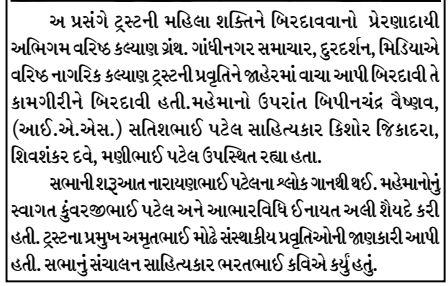 અ પ્રસંગે ટ્રસ્ટની મહિલા શક્તિને બિરદાવવાનો પ્રેરણાદાયી
અભિગમ વરિષ્ઠ કલ્યાણ ગ્રંથ. ગાંધીનગર સમાચાર, દુરદર્શન, મિડિયાએ
વરિષ્ઠ નાગરિક કલ્યાણ ટ્રસ્ટની પ્રવૃતિને જાહેરમાં વાચા આપી બિરદાવી તે
કામગીરીને બિરદાવી હતી.મહેમાનો ઉપરાંત બિપીનચંદ્ર વૈષ્ણવ,
(આઈ.એ.એસ.) સતિશભાઈ પટેલ સાહિત્યકાર કિશોર જિકાદરા,
શિવશંકર દવે, મણીભાઈ પટેલ ઉપસ્થિત રહ્યા હતા.
સભાની શરૂઆત નારાયણભાઈ પટેલના શ્લોક ગાનથી થઈ. મહેમાનોનું
સ્વાગત કુંવરજીભાઈ પટેલ અને આભારવિધિ ઈનાયત અલી શૈયદે કરી
હતી. ટ્રસ્ટના પ્રમુખ અમૃતભાઈ મોઢે સંસ્થાકીય પ્રવૃતિઓની જાણકારી આપી
હતી. સભાનું સંચાલન સાહિત્યકાર ભરતભાઈ કવિએ કર્યું હતું.